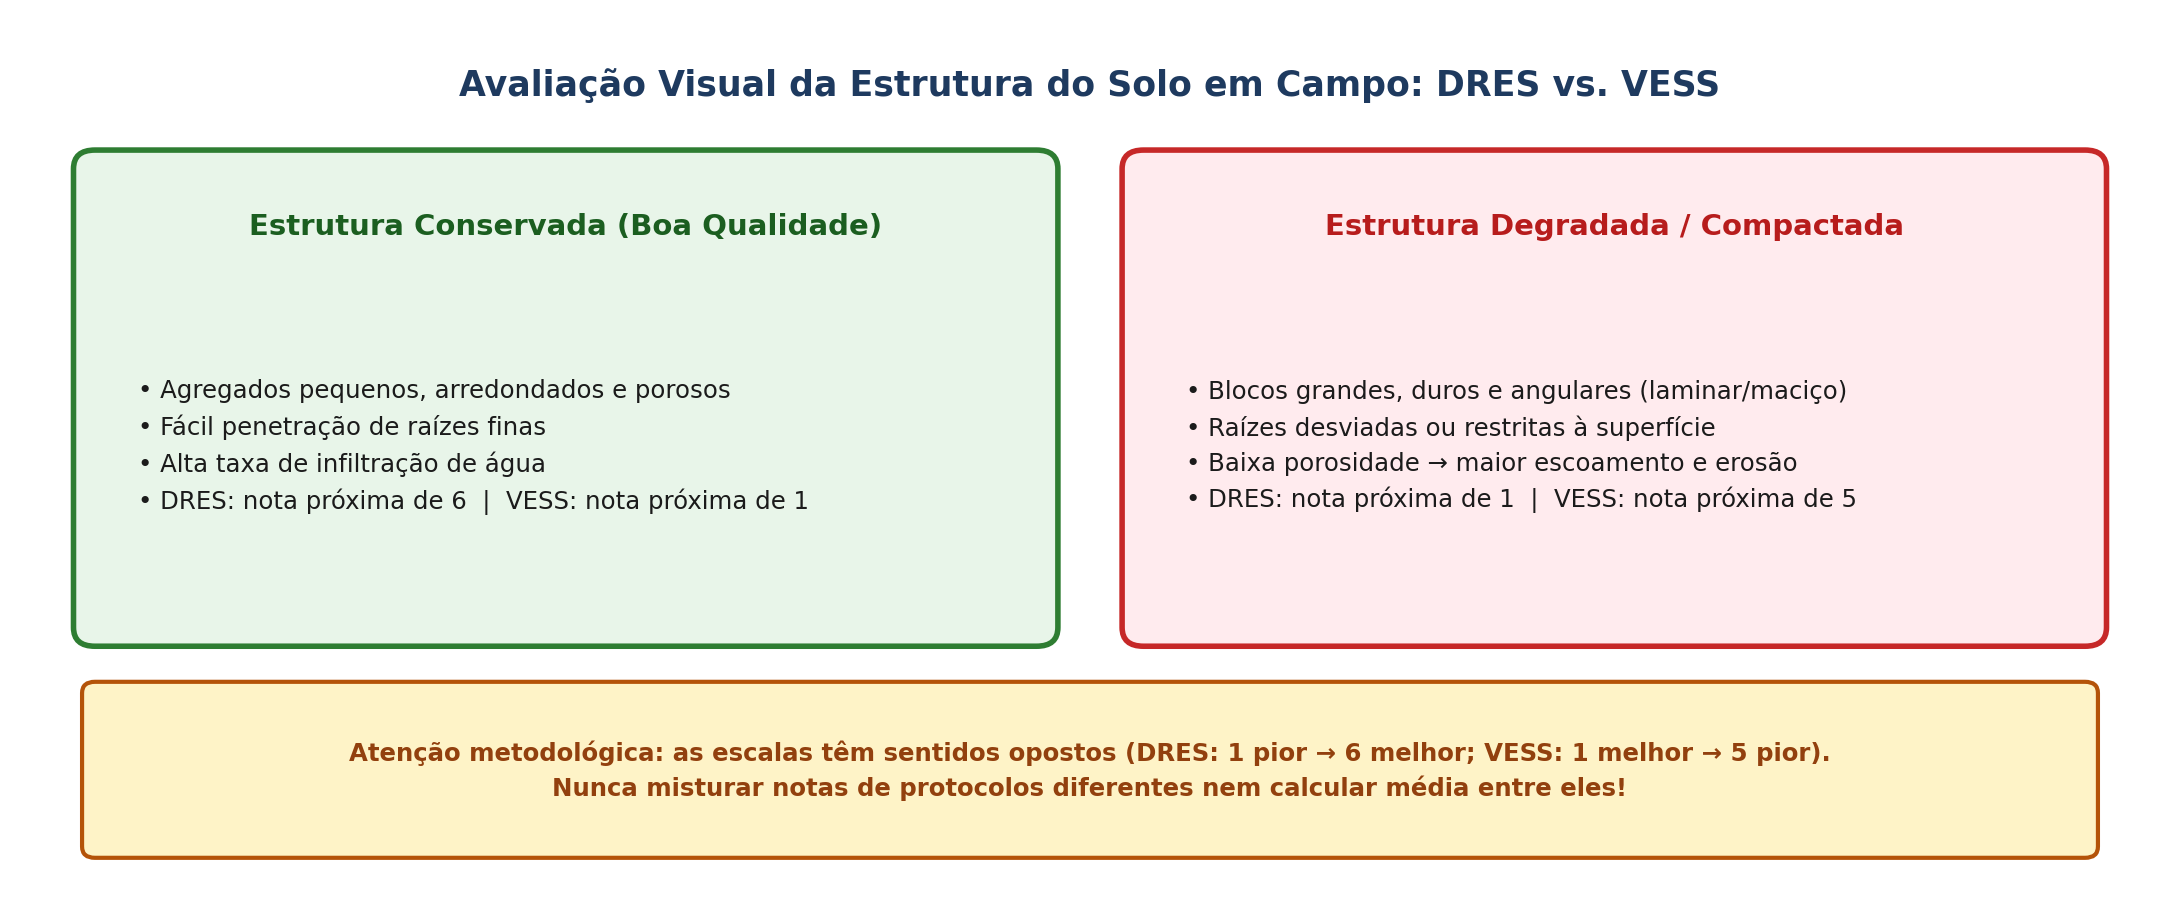 Avaliação Visual da Estrutura do Solo em Campo: DRES vs. VESS
Estrutura Conservada (Boa Qualidade)
• Agregados pequenos, arredondados e porosos
• Fácil penetração de raízes finas
• Alta taxa de infiltração de água
• DRES: nota próxima de 6 | VESS: nota próxima de 1
Estrutura Degradada / Compactada
• Blocos grandes, duros e angulares (laminar/maciço)
• Raízes desviadas ou restritas à superfície
• Baixa porosidade → maior escoamento e erosão
• DRES: nota próxima de 1 | VESS: nota próxima de 5
Atenção metodológica: as escalas têm sentidos opostos (DRES: 1 pior → 6 melhor; VESS: 1 melhor → 5 pior).
Nunca misturar notas de protocolos diferentes nem calcular média entre eles!